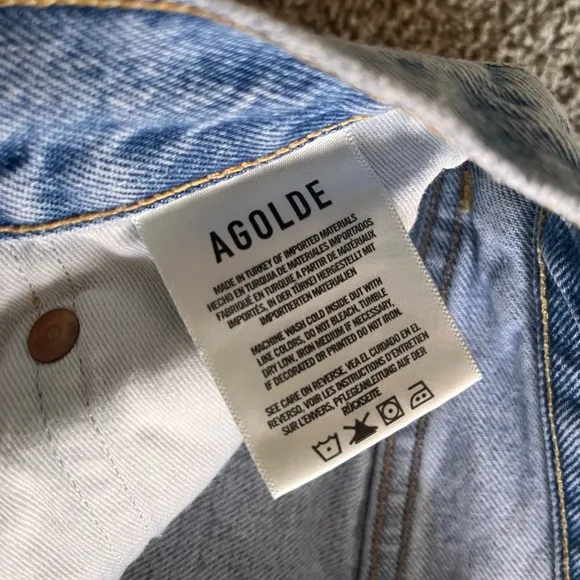 AGOLDE
MADE IN TURKEY OF IMPORTED MATERIALS
HECHO EN TURQUIA DE MATERIALES IMPORTADOS
FABRIQUÉ EN TURQUIE A PARTIR DE MATÉRIAUX
IMPORTÉS. IN DER TÜRKEI HERGESTELLT MIT
IMPORTIERTEN MATERIALIEN
MACHINE WASH COLD INSIDE OUT WITH
LIKE COLORS, DO NOT BLEACH, TUMBLE
DRY LOW, IRON MEDIUM IF NECESSARY,
IF DECORATED OR PRINTED DO NOT IRON.
SEE CARE ON REVERSE. VEA EL CUIDADO EN EL
REVERSO. VOIR LES INSTRUCTIONS D'ENTRETIEN
SUR L'ENVERS, PFLEGEANLEITUNG AUF DER
RÜCKSEITE